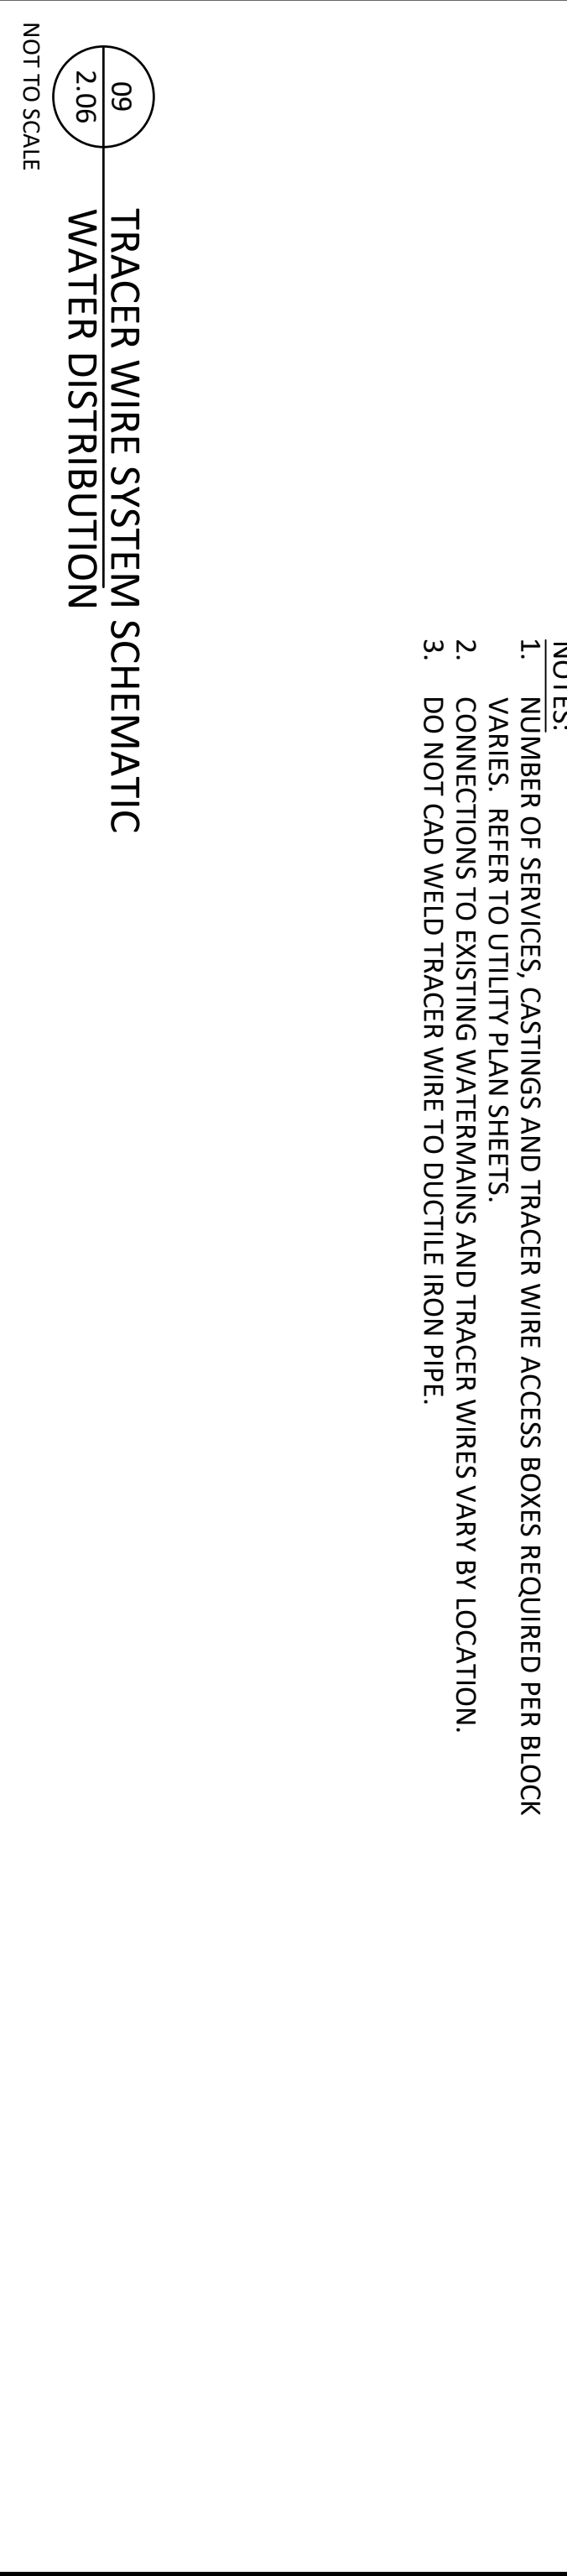 NOTES:
1. NUMBER OF SERVICES, CASTINGS AND TRACER WIRE ACCESS BOXES REQUIRED PER BLOCK
VARIES. REFER TO UTILITY PLAN SHEETS.
2. CONNECTIONS TO EXISTING WATERMAINS AND TRACER WIRES VARY BY LOCATION.
3. DO NOT CAD WELD TRACER WIRE TO DUCTILE IRON PIPE.
09
2.06
TRACER WIRE SYSTEM SCHEMATIC
WATER DISTRIBUTION
NOT TO SCALE